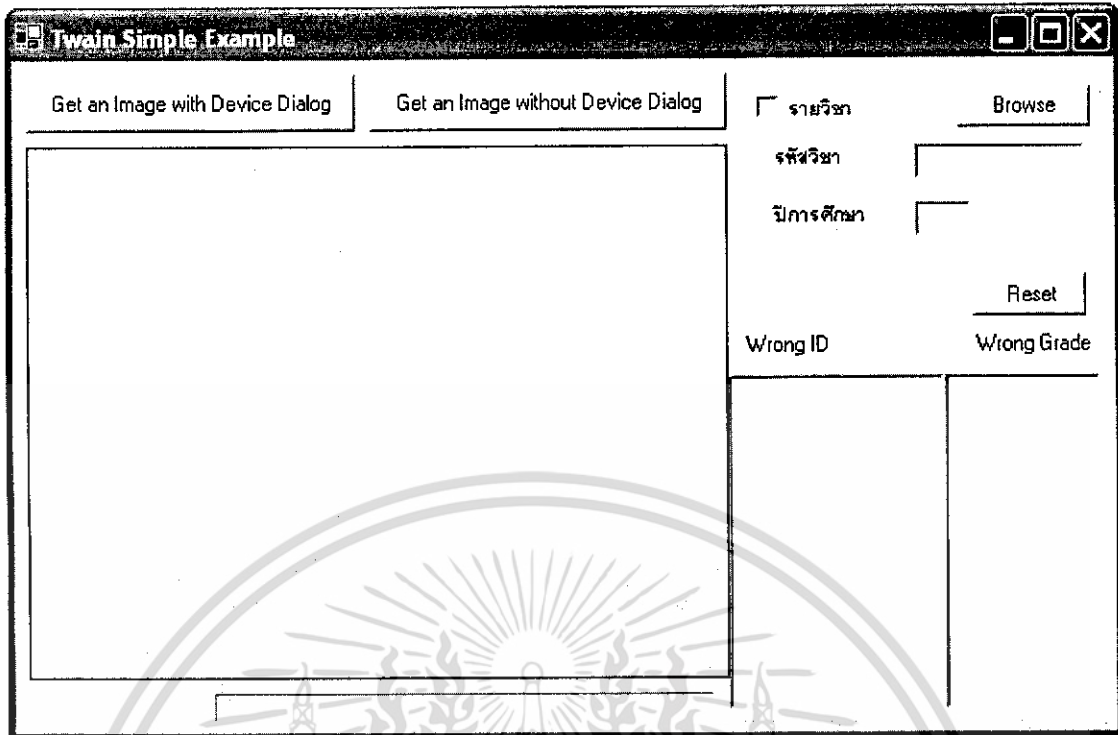 Twain Simple Example
Get an Image with Device Dialog
Get an Image without Device Dialog
รายวิชา
Browse
รหัสวิชา
ปีการศึกษา
Reset
Wrong ID
Wrong Grade